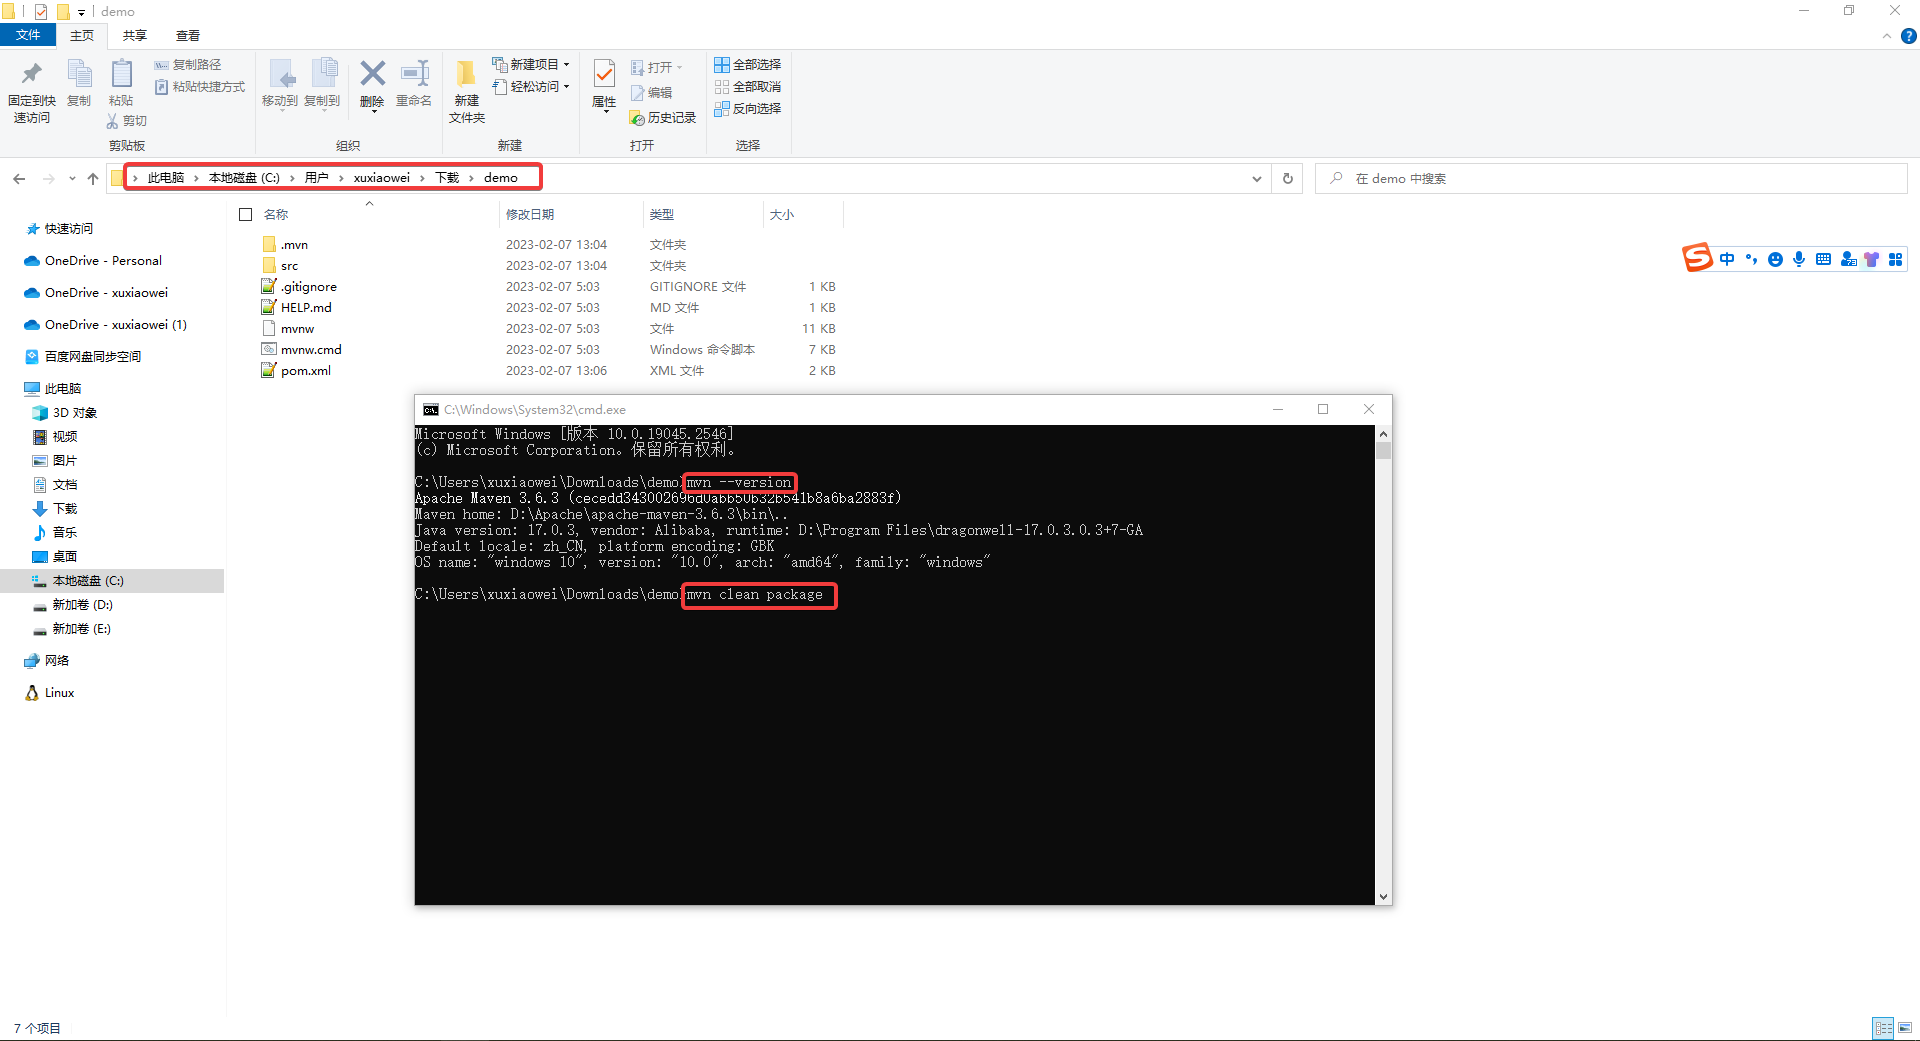 demo
文件 主页 共享 查看
固定到快速访问
复制
粘贴
复制路径
粘贴快捷方式
剪切
剪贴板
移动到
复制到
删除
重命名
组织
新建文件夹
新建项目
轻松访问
新建
属性
打开
编辑
历史记录
打开
全部选择
全部取消
反向选择
选择
此电脑 › 本地磁盘 (C:) › 用户 › xuxiaowei › 下载 › demo
在 demo 中搜索
快速访问
OneDrive - Personal
OneDrive - xuxiaowei
OneDrive - xuxiaowei (1)
百度网盘同步空间
此电脑
3D 对象
视频
图片
文档
下载
音乐
桌面
本地磁盘 (C:)
新加卷 (D:)
新加卷 (E:)
网络
Linux
名称 修改日期 类型 大小
.mvn 2023-02-07 13:04 文件夹
src 2023-02-07 13:04 文件夹
.gitignore 2023-02-07 5:03 GITIGNORE 文件 1 KB
HELP.md 2023-02-07 5:03 MD 文件 1 KB
mvnw 2023-02-07 5:03 文件 11 KB
mvnw.cmd 2023-02-07 5:03 Windows 命令脚本 7 KB
pom.xml 2023-02-07 13:06 XML 文件 2 KB
中
C:\Windows\System32\cmd.exe
Microsoft Windows [版本 10.0.19045.2546]
(c) Microsoft Corporation。保留所有权利。
C:\Users\xuxiaowei\Downloads\demo>mvn --version
Apache Maven 3.6.3 (cecedd343002696d0abb50b32b541b8a6ba2883f)
Maven home: D:\Apache\apache-maven-3.6.3\bin\..
Java version: 17.0.3, vendor: Alibaba, runtime: D:\Program Files\dragonwell-17.0.3.0.3+7-GA
Default locale: zh_CN, platform encoding: GBK
OS name: "windows 10", version: "10.0", arch: "amd64", family: "windows"
C:\Users\xuxiaowei\Downloads\demo>mvn clean package
7 个项目